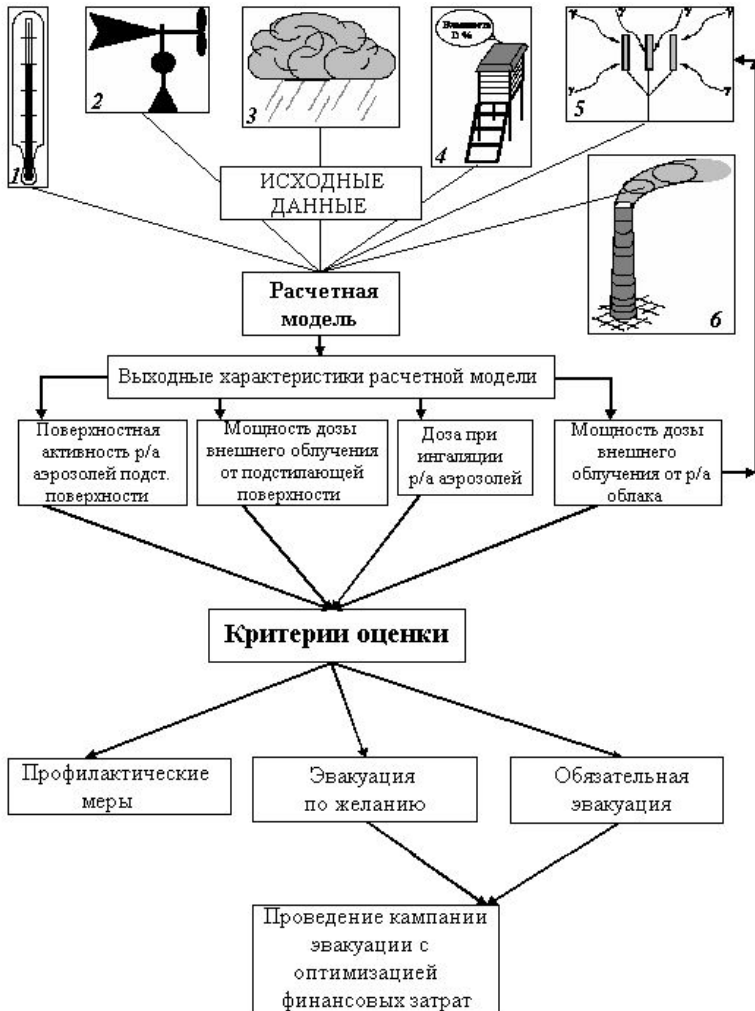 Влажность
в %
γ γ γ γ
γ γ
1
2
3
4
5
6
ИСХОДНЫЕ
ДАННЫЕ
Расчетная
модель
Выходные характеристики расчетной модели
Поверхностная
активность р/а
аэрозолей подст.
поверхности
Мощность дозы
внешнего облучения
от подстилающей
поверхности
Доза при
ингаляции
р/а аэрозолей
Мощность дозы
внешнего
облучения от р/а
облака
Критерии оценки
Профилактические
меры
Эвакуация
по желанию
Обязательная
эвакуация
Проведение кампании
эвакуации с
оптимизацией
финансовых затрат